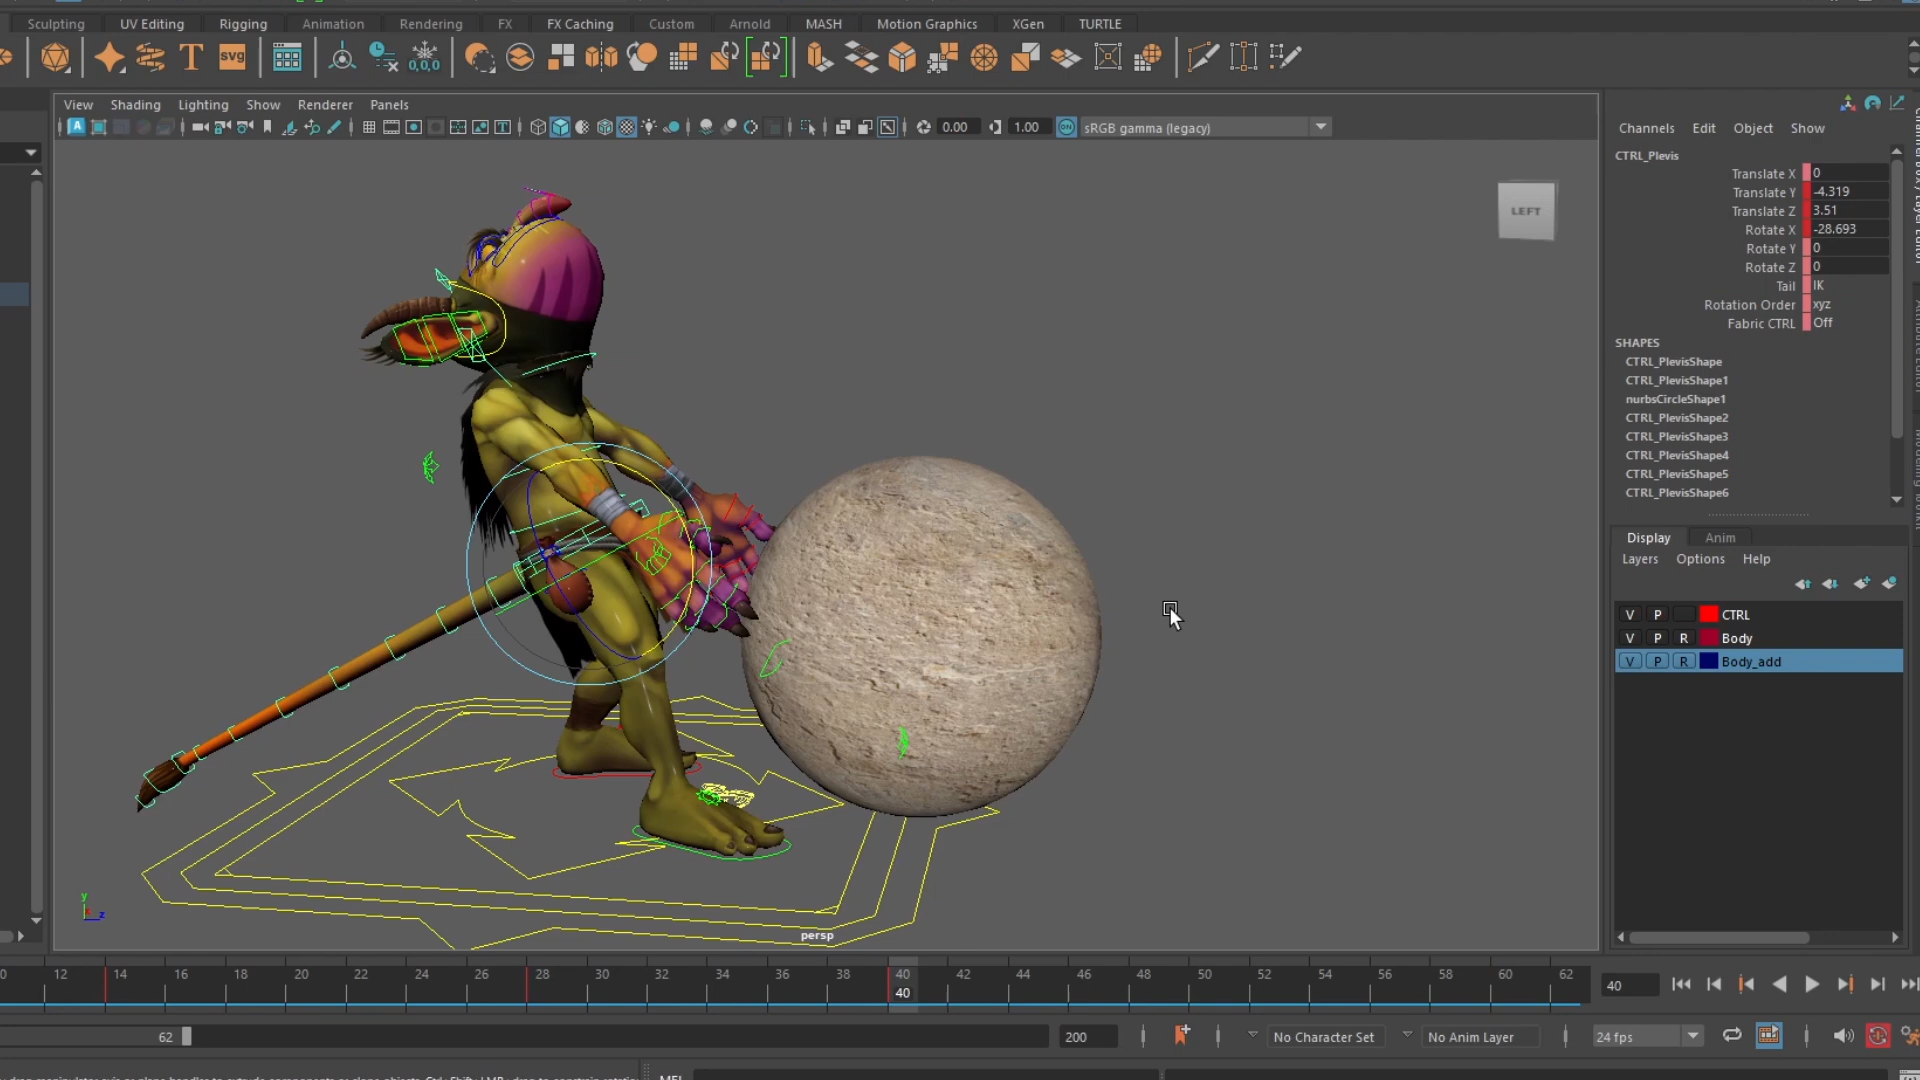 Sculpting UV Editing Rigging Animation Rendering FX FX Caching Custom Arnold MASH Motion Graphics XGen TURTLE
T svg 0,0,0
View Shading Lighting Show Renderer Panels
A 0.00 1.00 ON sRGB gamma (legacy)
Channels Edit Object Show
CTRL_Plevis
Translate X 0
Translate Y -4.319
Translate Z 3.51
Rotate X -28.693
Rotate Y 0
Rotate Z 0
Tail IK
Rotation Order xyz
Fabric CTRL Off
SHAPES
CTRL_PlevisShape
CTRL_PlevisShape1
nurbsCircleShape1
CTRL_PlevisShape2
CTRL_PlevisShape3
CTRL_PlevisShape4
CTRL_PlevisShape5
CTRL_PlevisShape6
LEFT
Display Anim
Layers Options Help
V P CTRL
V P R Body
V P R Body_add
y
z
persp
0 12 14 16 18 20 22 24 26 28 30 32 34 36 38 40 42 44 46 48 50 52 54 56 58 60 62
40
40
62 200 No Character Set No Anim Layer 24 fps